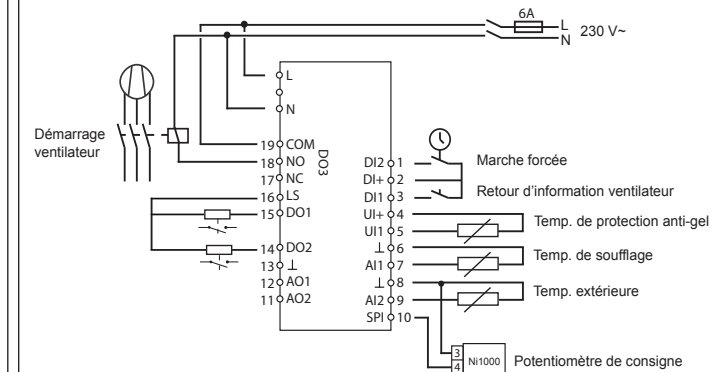 6A
L
N
230 V~
L
N
Démarrage
ventilateur
19 COM
18 NO
17 NC
DO3
16 LS
15 DO1
14 DO2
13 ⊥
12 AO1
11 AO2
DI2 1
DI+ 2
DI1 3
UI+ 4
UI1 5
⊥ 6
AI1 7
⊥ 8
AI2 9
SPI 10
Marche forcée
Retour d'information ventilateur
Temp. de protection anti-gel
Temp. de soufflage
Temp. extérieure
3
4
Ni1000
Potentiomètre de consigne